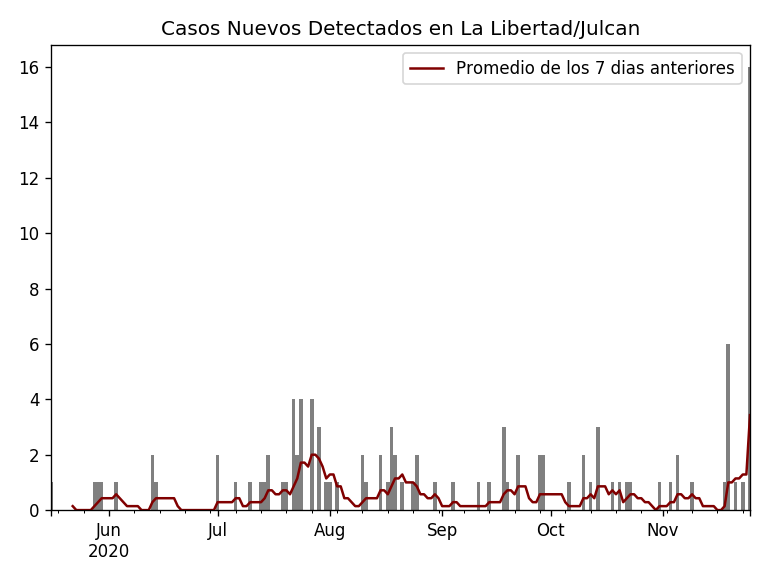 Casos Nuevos Detectados en La Libertad/Julcan
Promedio de los 7 dias anteriores
16
14
12
10
8
6
4
2
0
Jun
2020
Jul
Aug
Sep
Oct
Nov